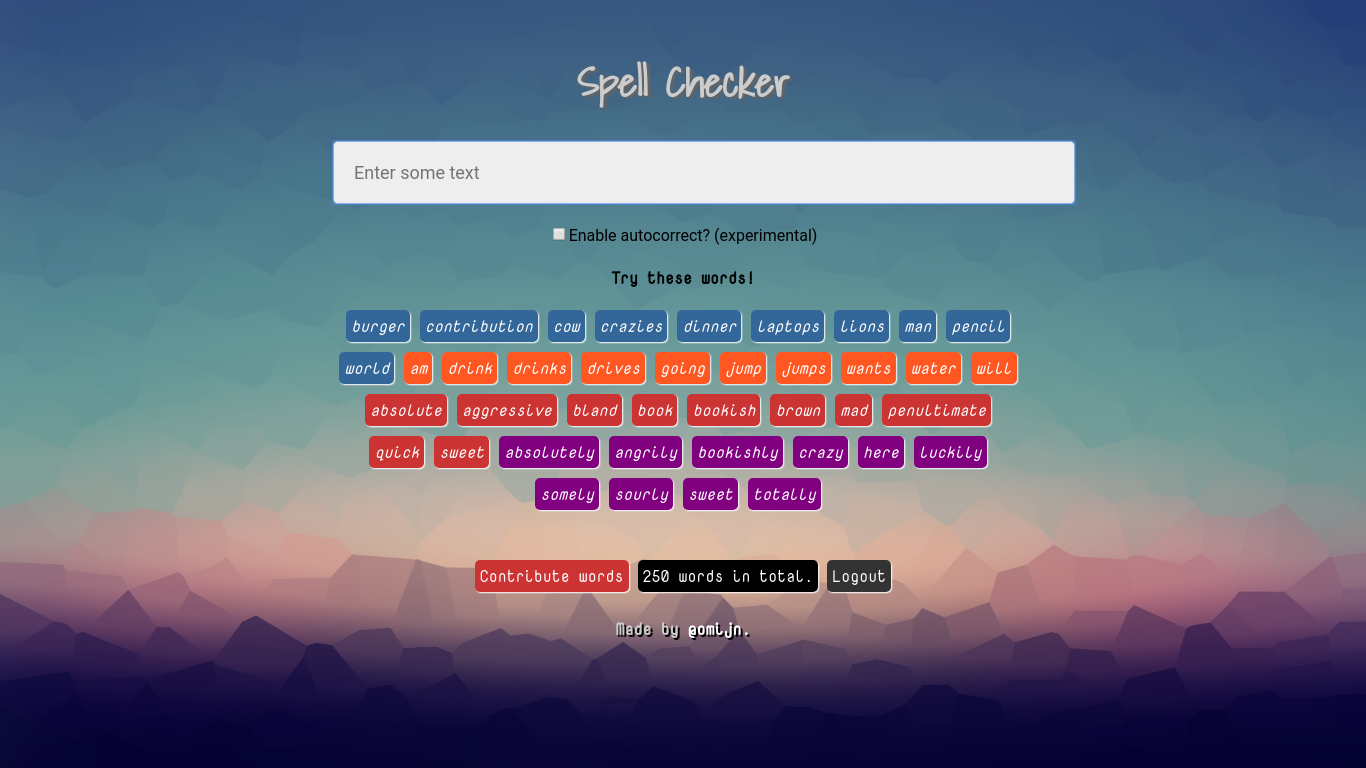 Spell Checker
Enter some text
Enable autocorrect? (experimental)
Try these words!
burger contribution cow crazies dinner laptops lions man pencil
world am drink drinks drives going jump jumps wants water will
absolute aggressive bland book bookish brown mad penultimate
quick sweet absolutely angrily bookishly crazy here luckily
somely sourly sweet totally
Contribute words 250 words in total. Logout
Made by @omijn.